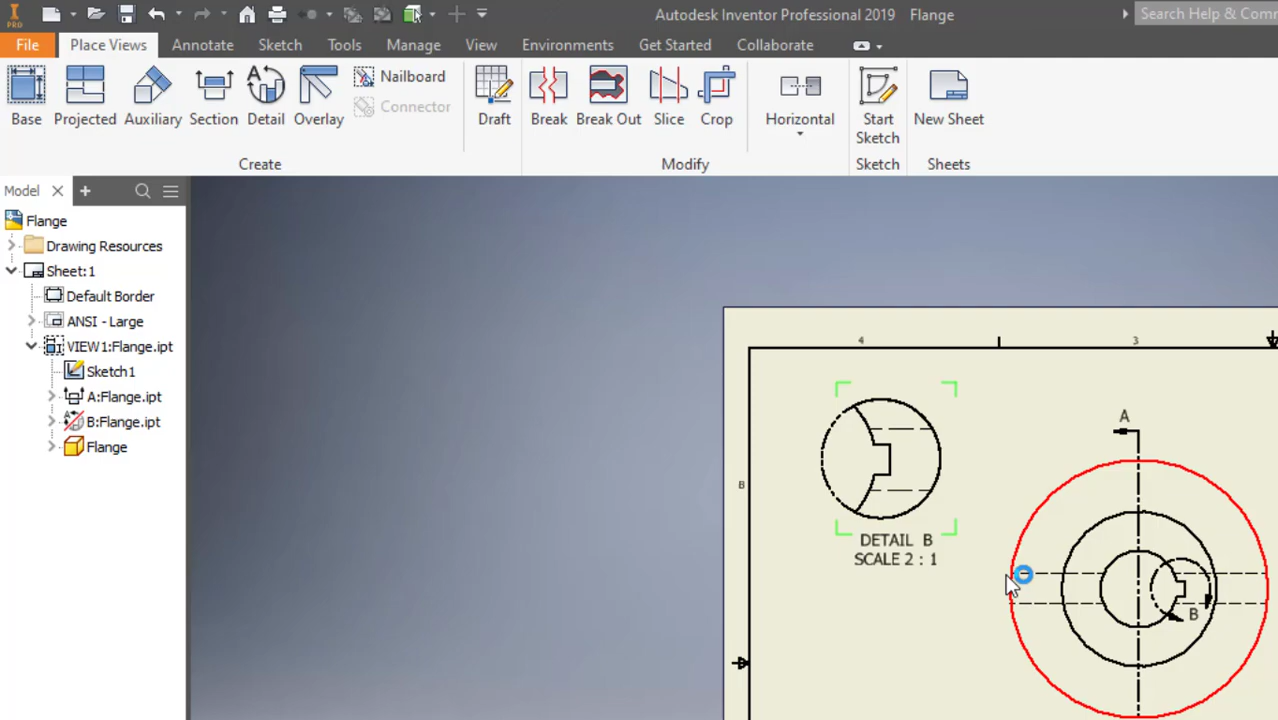 PRO
Autodesk Inventor Professional 2019 Flange
Search Help & Comm
File Place Views Annotate Sketch Tools Manage View Environments Get Started Collaborate
Base Projected Auxiliary Section Detail Overlay
Nailboard
Connector
Draft Break Break Out Slice Crop Horizontal Start Sketch New Sheet
Create Modify Sketch Sheets
Model
Flange
Drawing Resources
Sheet:1
Default Border
ANSI - Large
VIEW1:Flange.ipt
Sketch1
A:Flange.ipt
B:Flange.ipt
Flange
4 3
A
B
B
DETAIL B
SCALE 2 : 1